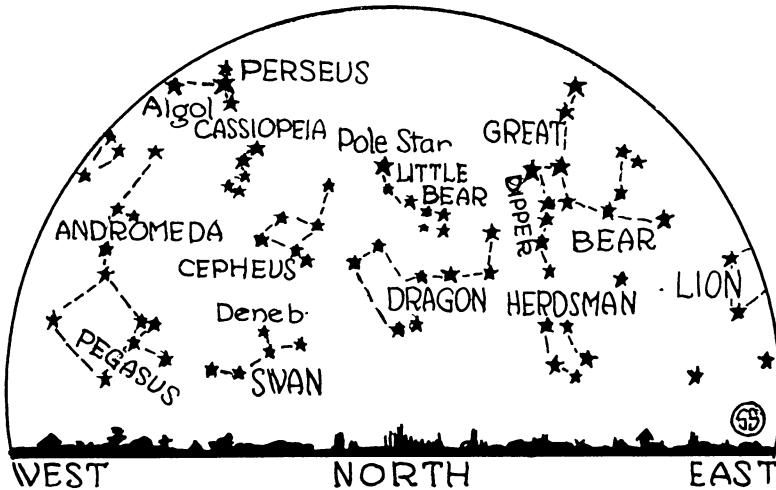 PERSEUS
Algol
CASSIOPEIA
Pole Star
GREAT
LITTLE
BEAR
DIPPER
ANDROMEDA
BEAR
CEPHEUS
LION
DRAGON
HERDSMAN
Deneb
PEGASUS
SWAN
SS
WEST
NORTH
EAST